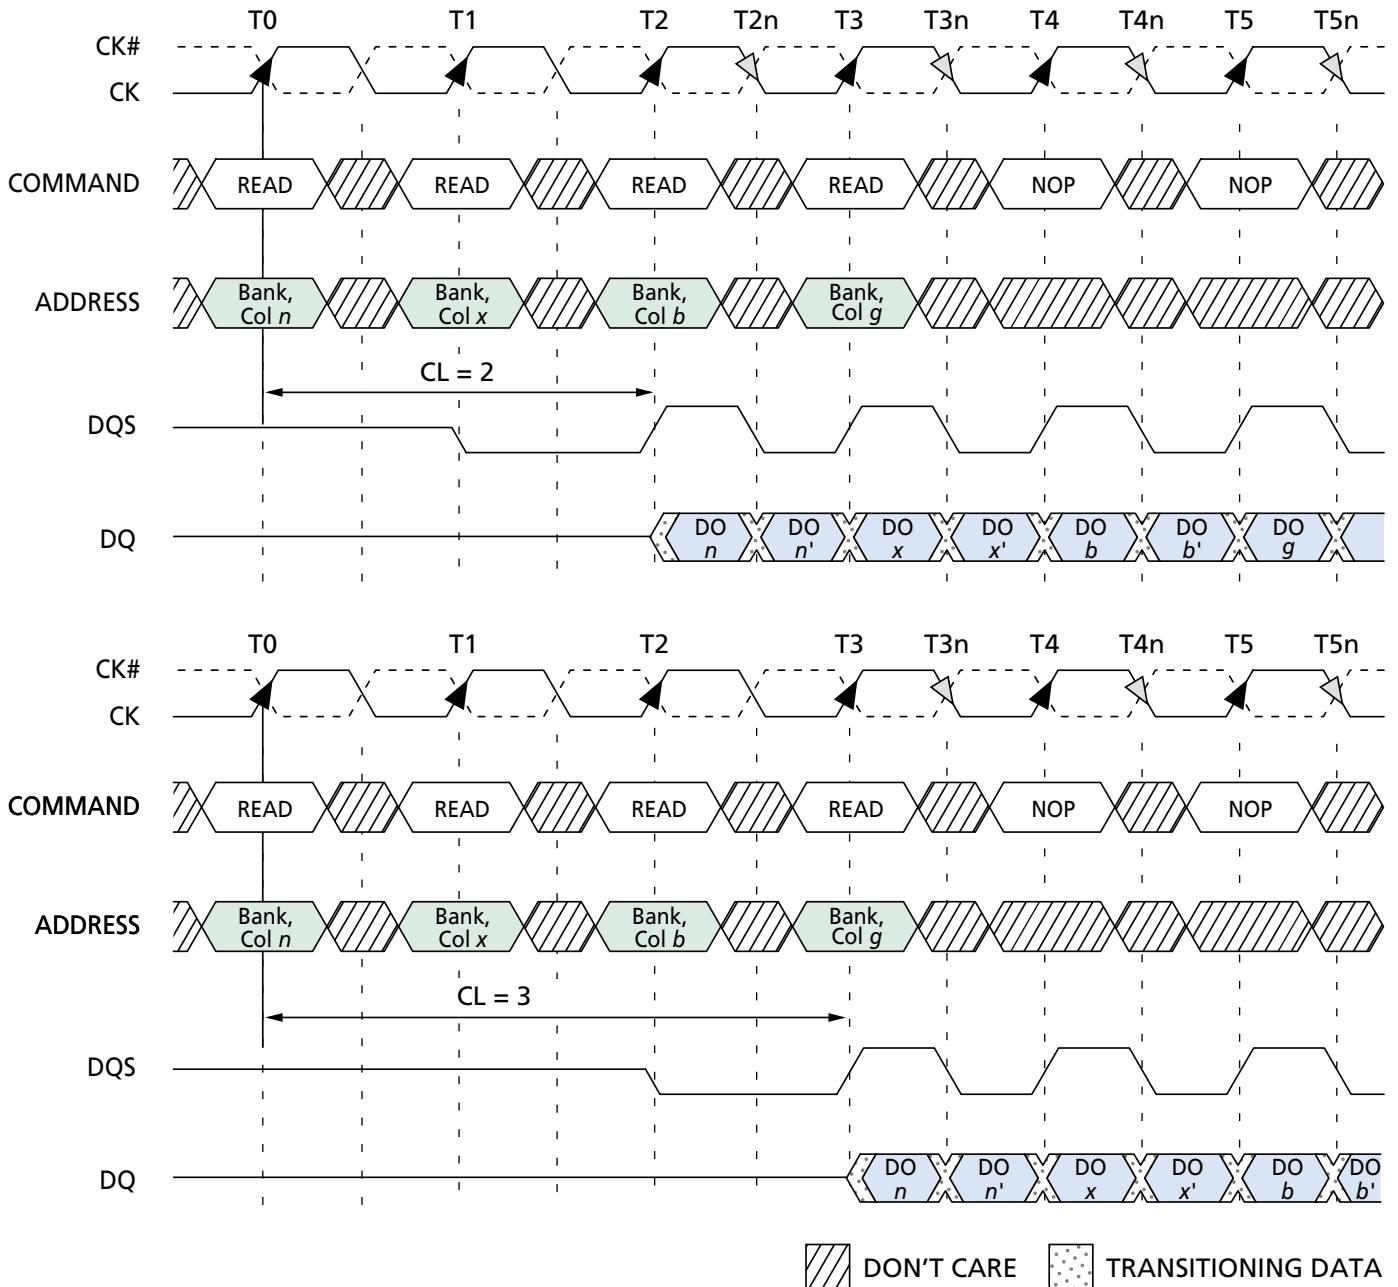 T0 T1 T2 T2n T3 T3n T4 T4n T5 T5n
CK#
CK
COMMAND READ READ READ READ NOP NOP
ADDRESS Bank, Col n Bank, Col x Bank, Col b Bank, Col g
CL = 2
DQS
DQ DO n DO n' DO x DO x' DO b DO b' DO g
T0 T1 T2 T3 T3n T4 T4n T5 T5n
CK#
CK
COMMAND READ READ READ READ NOP NOP
ADDRESS Bank, Col n Bank, Col x Bank, Col b Bank, Col g
CL = 3
DQS
DQ DO n DO n' DO x DO x' DO b DO b'
DON'T CARE TRANSITIONING DATA